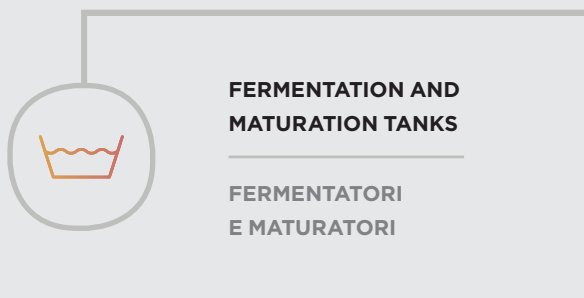 FERMENTATION AND
MATURATION TANKS
FERMENTATORI
E MATURATORI